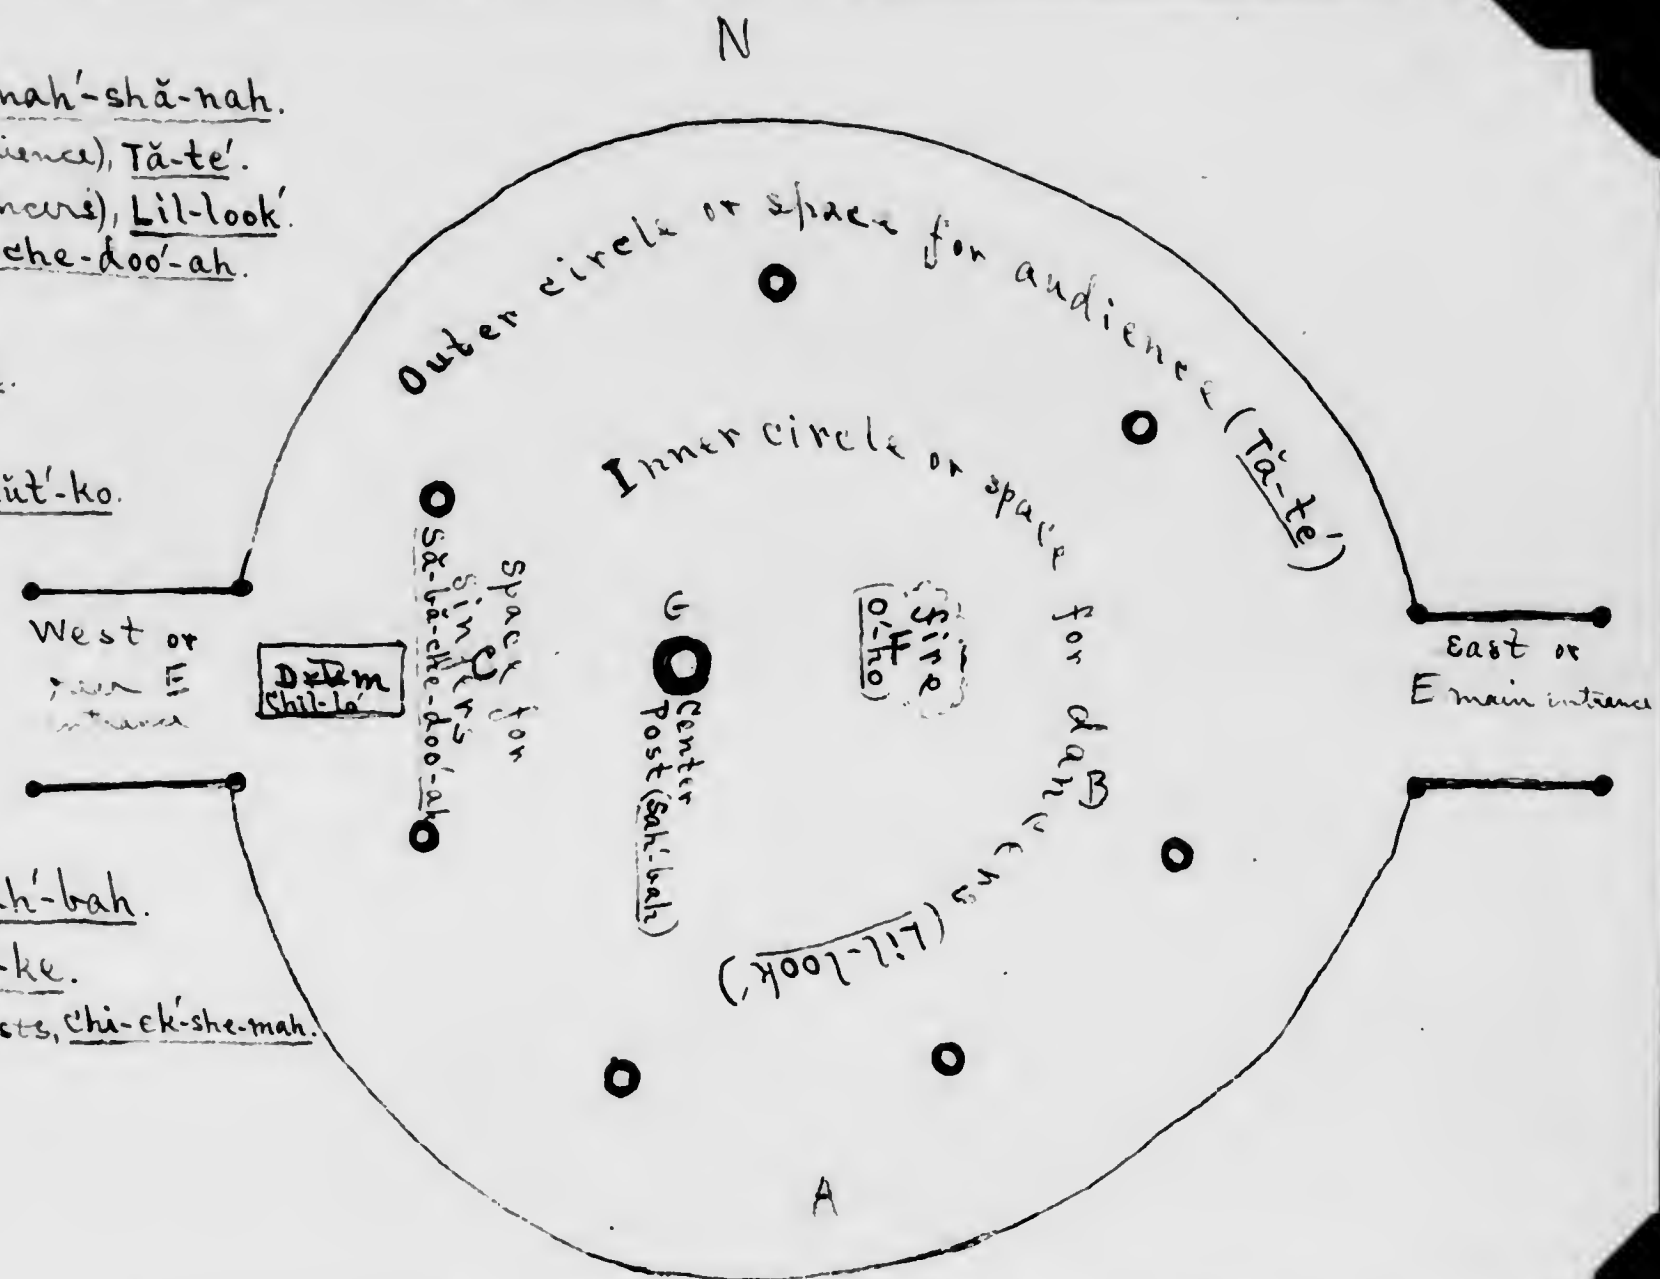 N
nah'-shă-nah.
ience), Tă-te'.
ncers), Lil-look'.
che-doo'-ah.
ŭt'-ko.
h'-bah.
-ke.
sts, Chi-ek'-she-mah.
Outer circle or space for audience (Tă-te')
Inner circle or space for dancers (Lil-look')
B
West or
E
entrance
Drum
Chil-lo'
Space for
singers
C
Să-bă-che-doo'-ah
G
Center
Post (Sah'-bah)
fire
H
(O'-ho)
East or
E main entrance
A